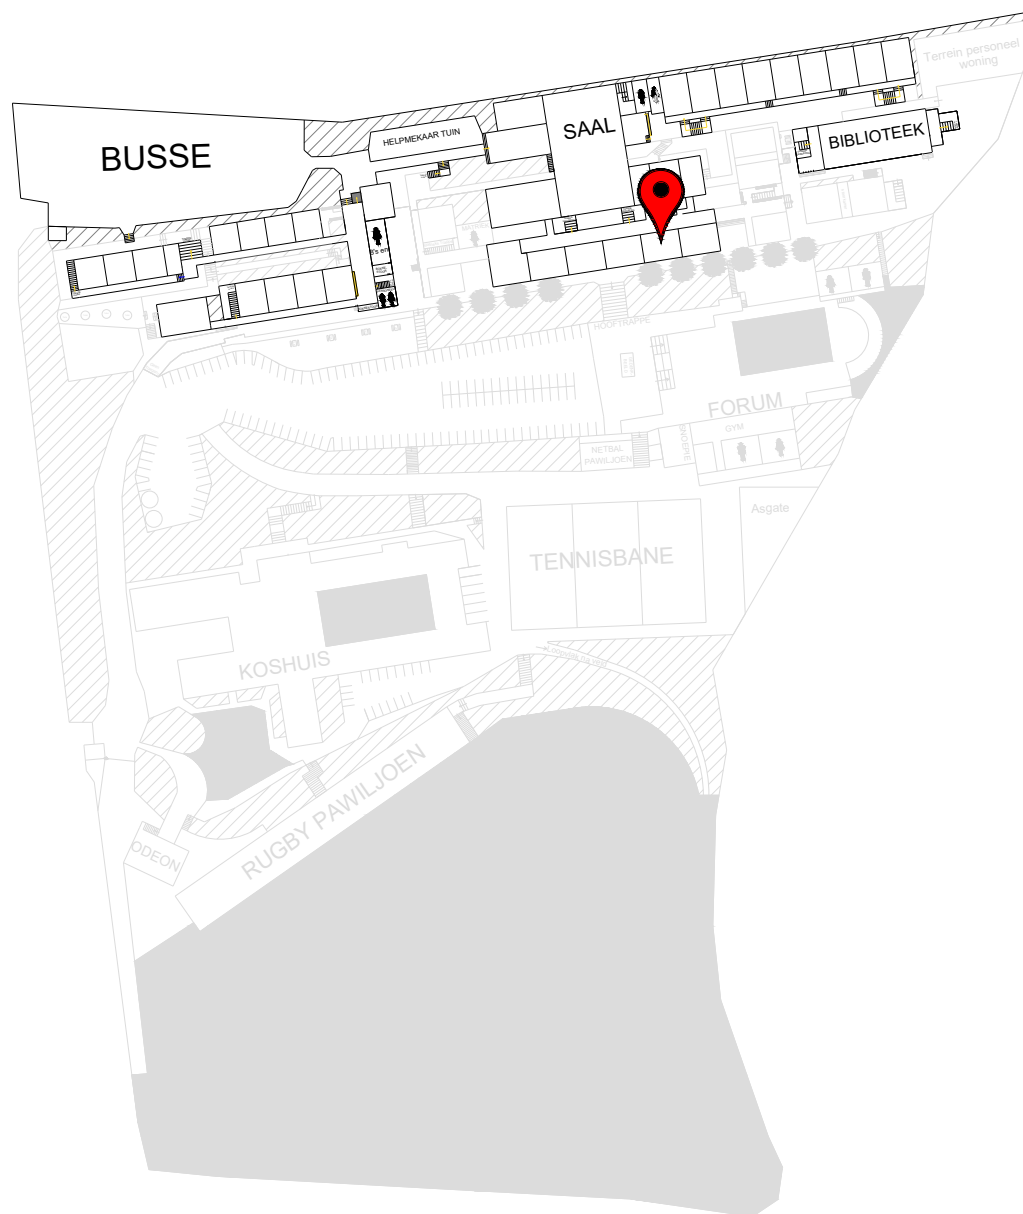 Terrein personeel
woning
SAAL
HELPMEKAAR TUIN
BIBLIOTEEK
BUSSE
HOOFTRAPPE
FORUM
GYM
NETBAL
PAWILJOEN
SNOEPIE
Asgate
TENNISBANE
KOSHUIS
RUGBY PAWILJOEN
ODEON